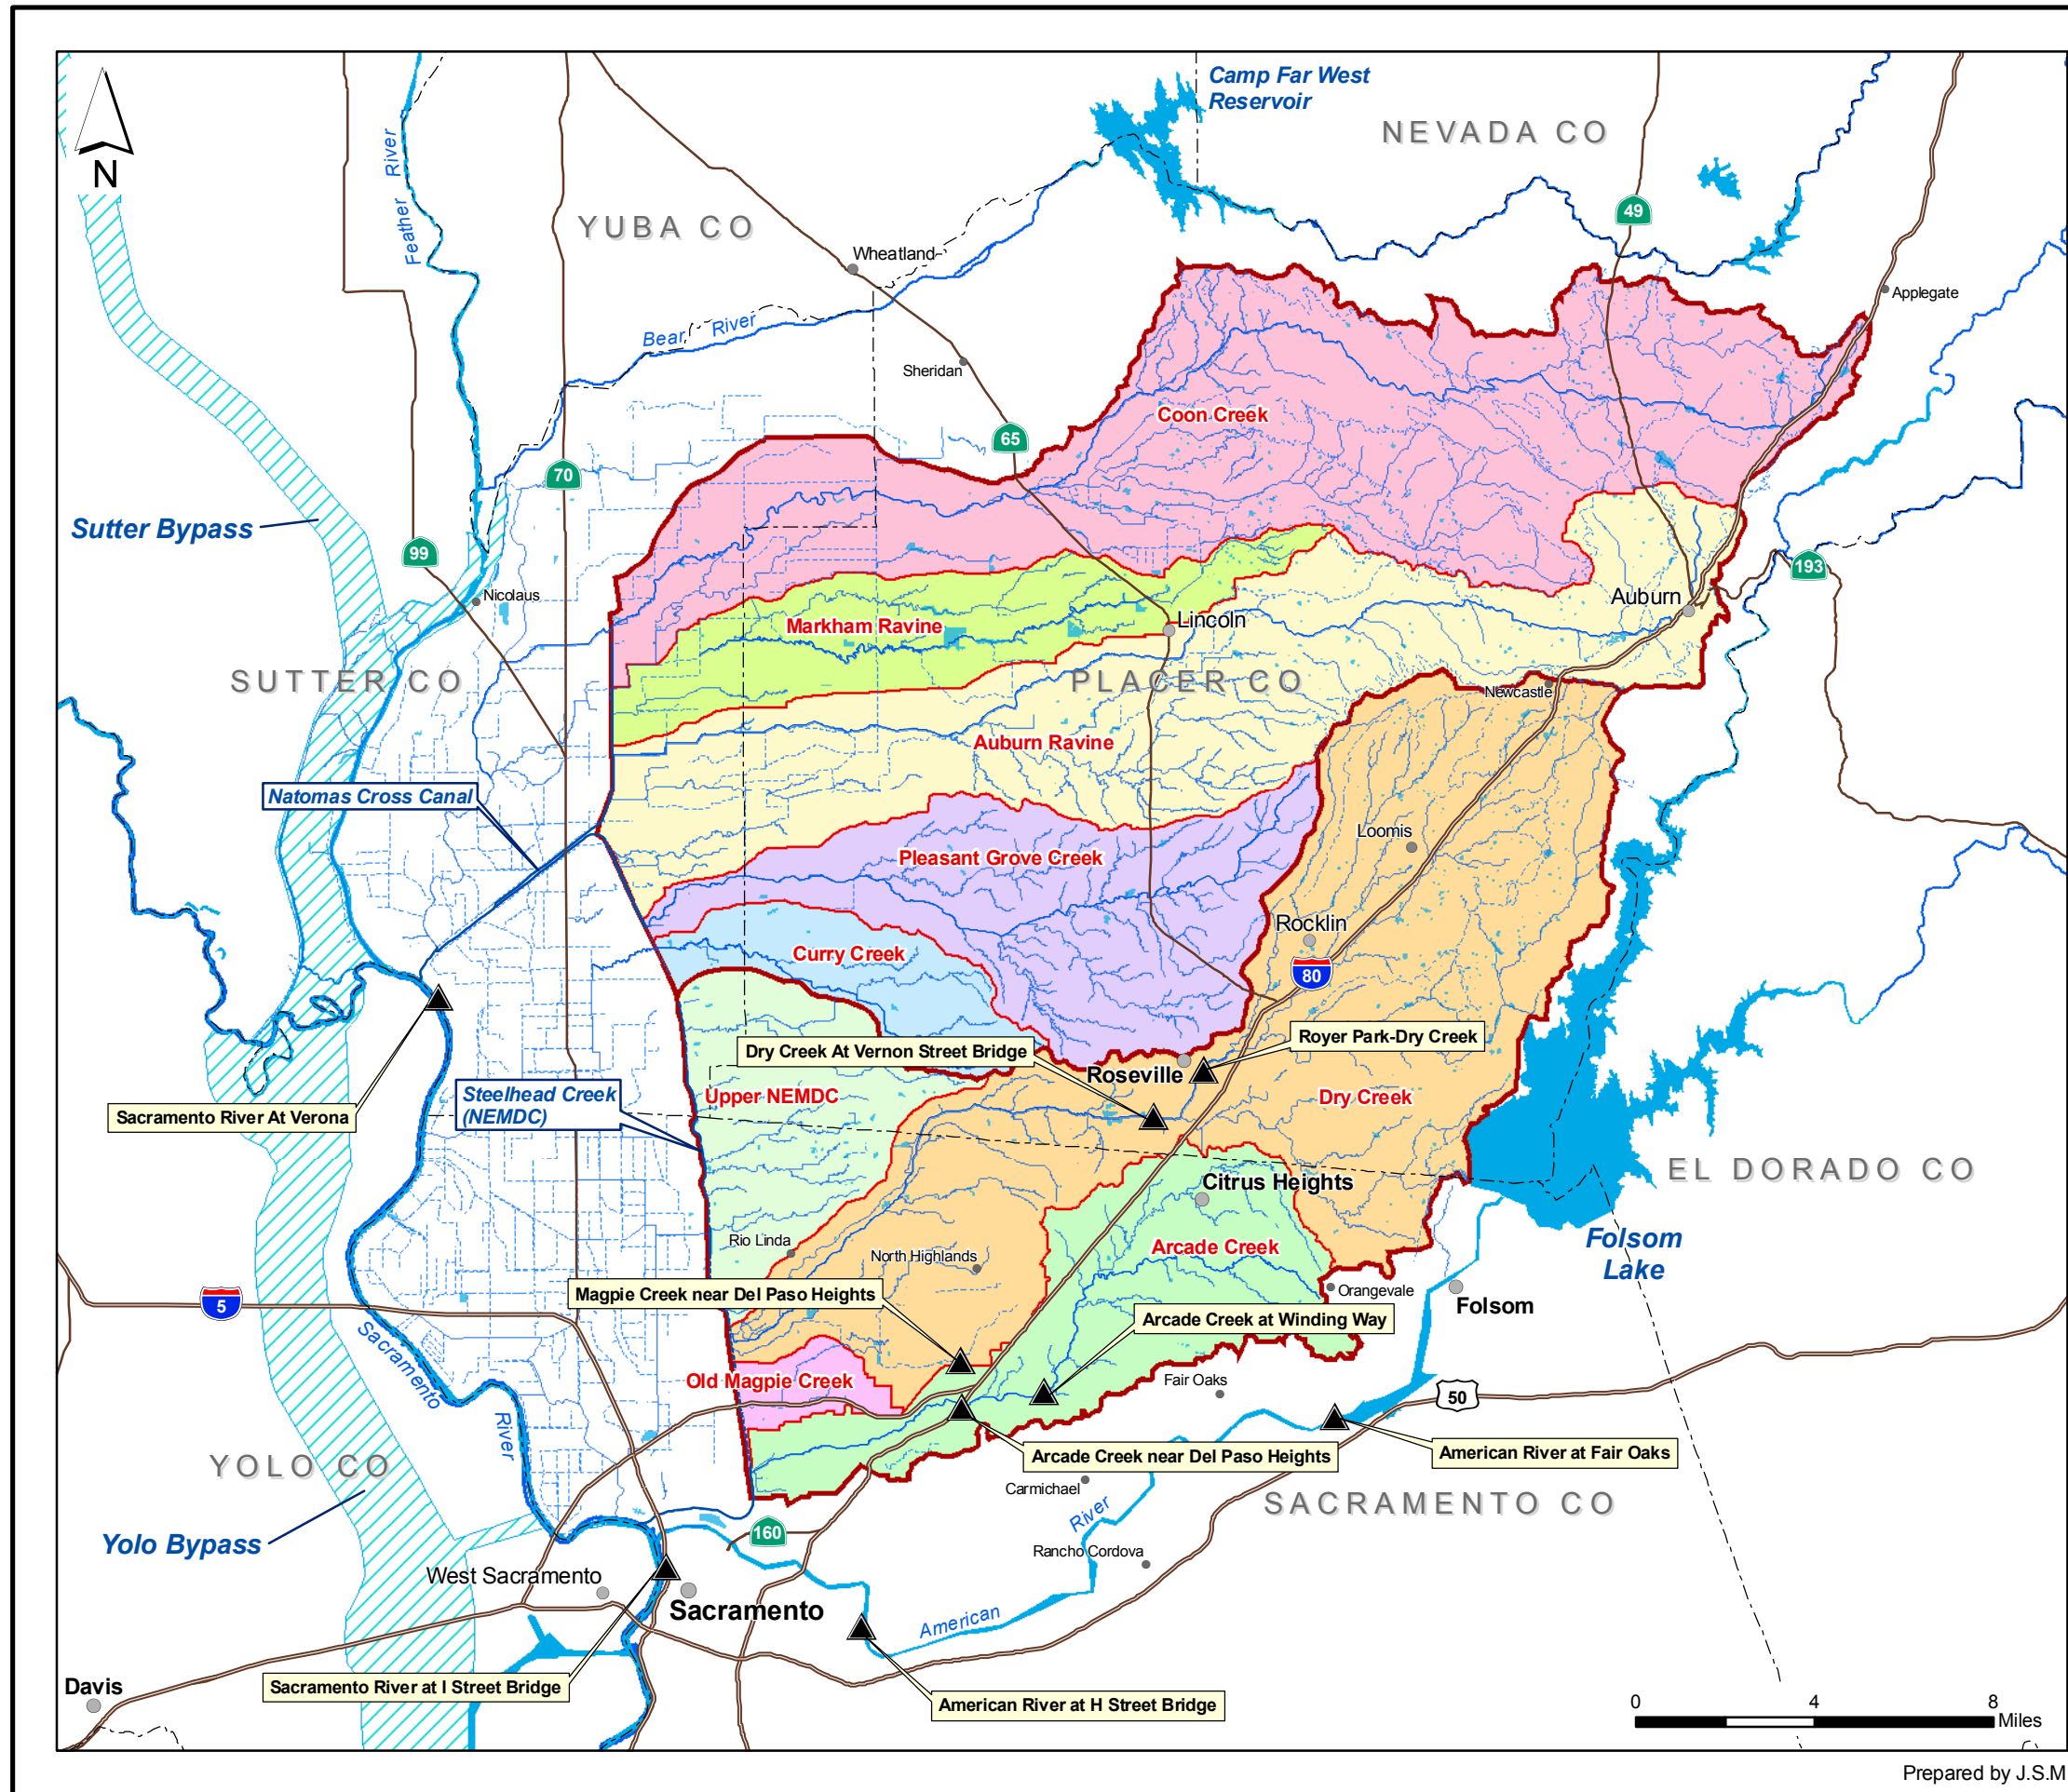 Camp Far West
Reservoir
NEVADA CO
N
Feather River
YUBA CO
49
Wheatland
Applegate
Bear River
Sheridan
Coon Creek
65
70
Sutter Bypass
99
193
Nicolaus
Auburn
Markham Ravine
Lincoln
SUTTER CO
PLACER CO
Newcastle
Auburn Ravine
Natomas Cross Canal
Loomis
Pleasant Grove Creek
Rocklin
Curry Creek
80
Royer Park-Dry Creek
Dry Creek At Vernon Street Bridge
Roseville
Steelhead Creek
(NEMDC)
Upper NEMDC
Dry Creek
Sacramento River At Verona
EL DORADO CO
Citrus Heights
Rio Linda
North Highlands
Arcade Creek
Folsom
Lake
Magpie Creek near Del Paso Heights
Orangevale
5
Folsom
Arcade Creek at Winding Way
Sacramento River
Old Magpie Creek
Fair Oaks
50
YOLO CO
Arcade Creek near Del Paso Heights
American River at Fair Oaks
Carmichael
SACRAMENTO CO
160
Yolo Bypass
Rancho Cordova
West Sacramento
Sacramento
American River
Davis
Sacramento River at I Street Bridge
American River at H Street Bridge
0 4 8
Miles
Prepared by J.S.M